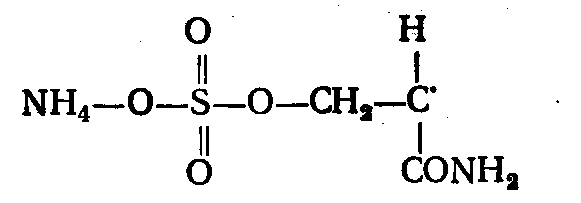 O H
NH₄—O—S—O—CH₂—C·
O CONH₂